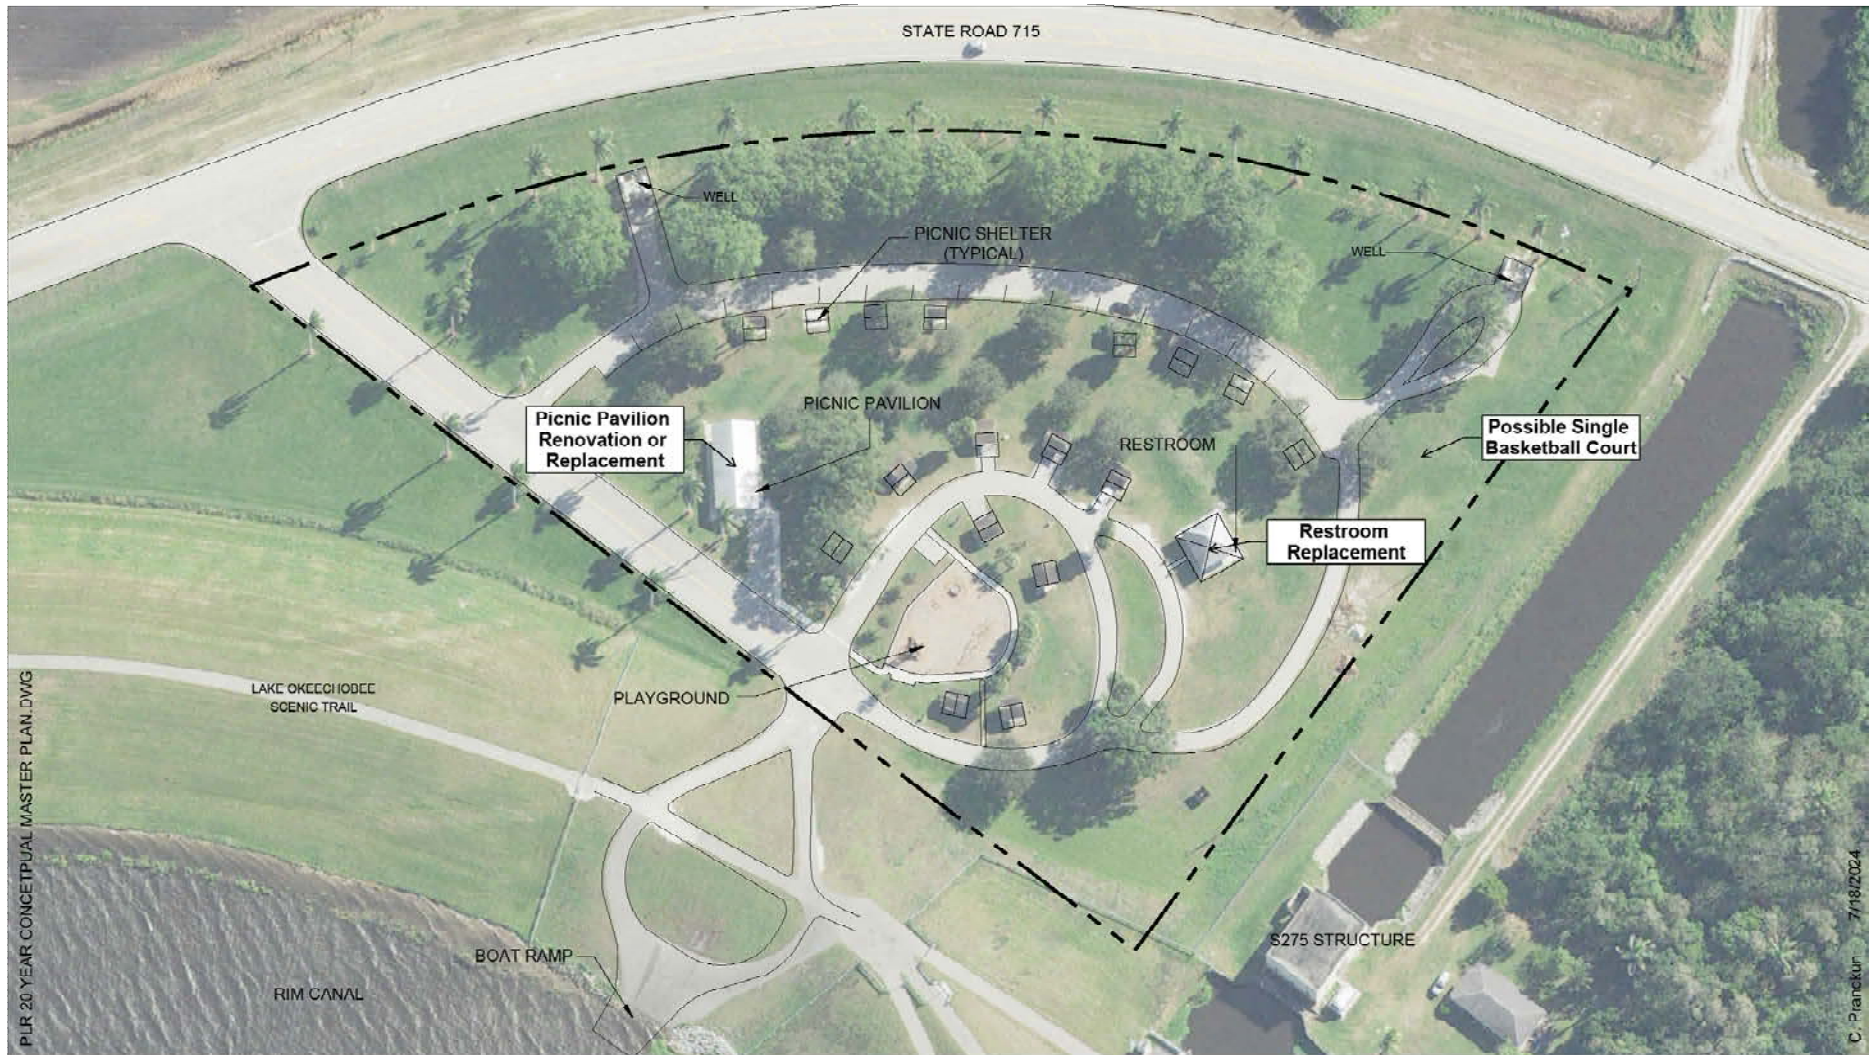 STATE ROAD 715
WELL
PICNIC SHELTER
(TYPICAL)
WELL
PICNIC PAVILION
Picnic Pavilion
Renovation or
Replacement
RESTROOM
Possible Single
Basketball Court
Restroom
Replacement
PLAYGROUND
LAKE OKEECHOBEE
SCENIC TRAIL
BOAT RAMP
RIM CANAL
S275 STRUCTURE
PLR 20 YEAR CONCETPUAL MASTER PLAN.DWG
C. Pranckun 7/18/2024